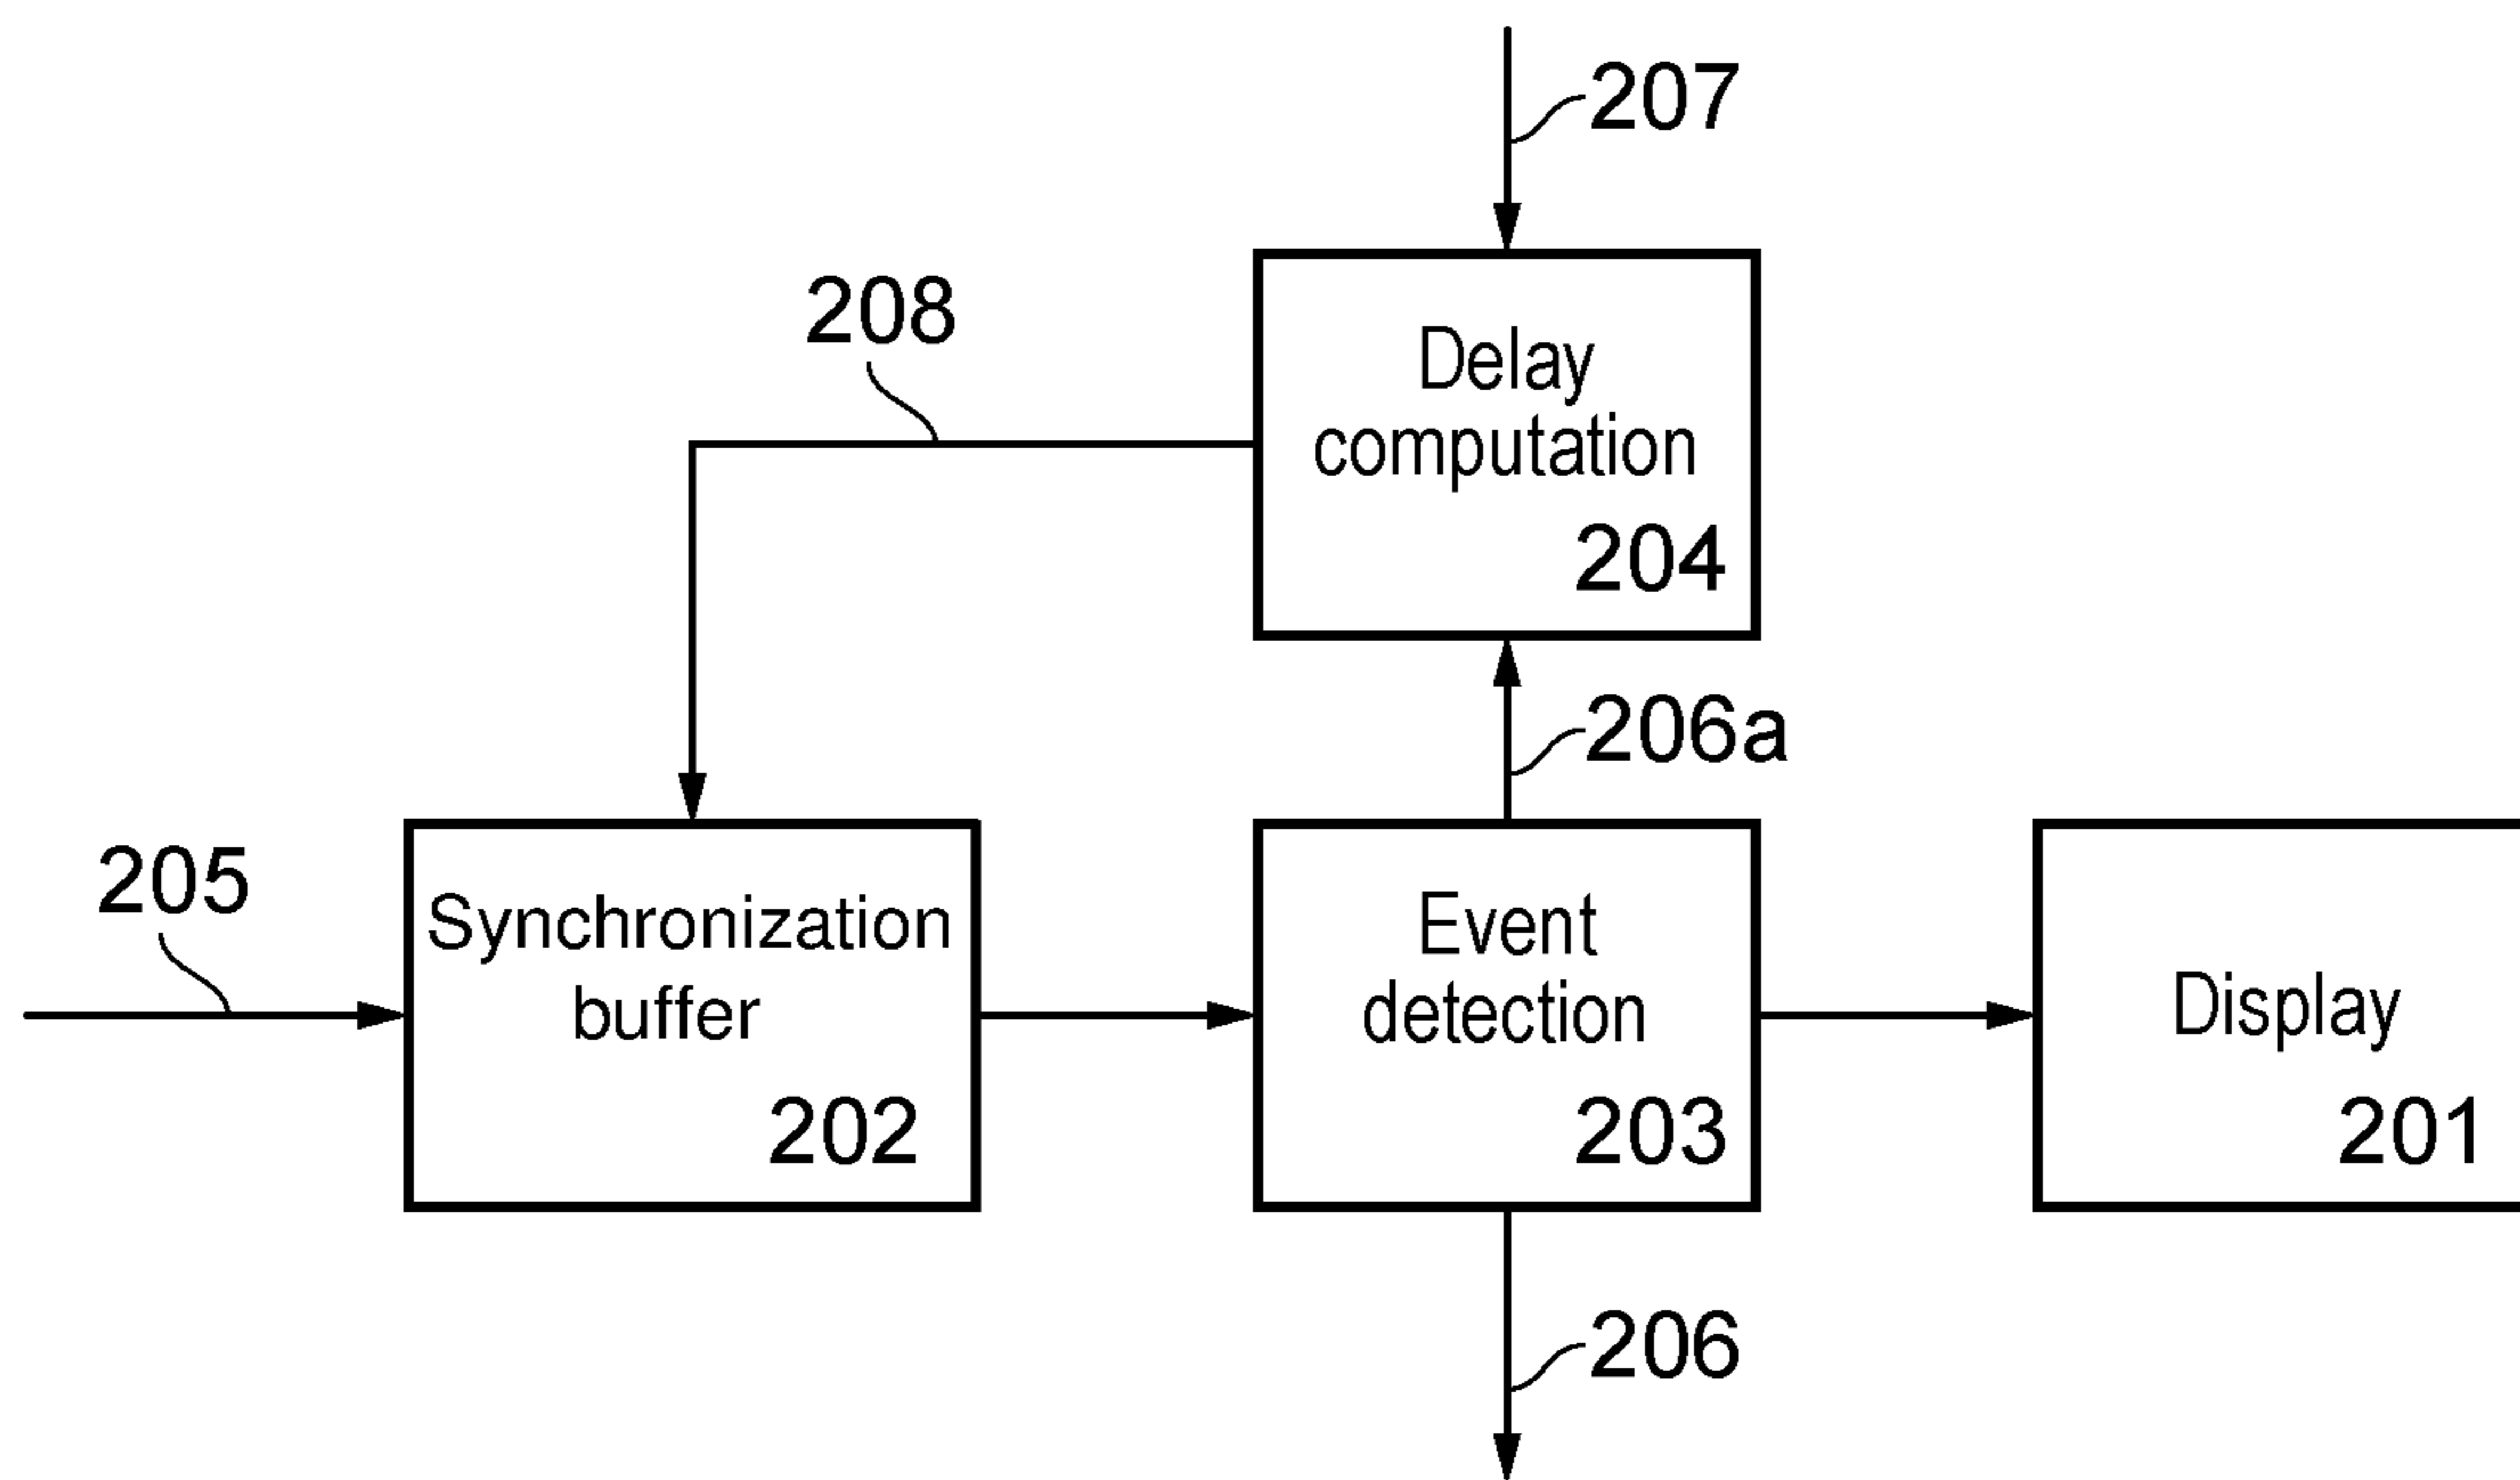 207
208
Delay
computation
204
206a
205
Synchronization
buffer
202
Event
detection
203
Display
201
206